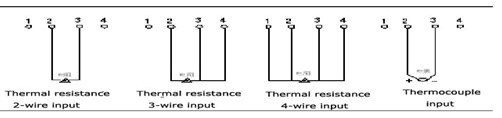 1 2 3 4
1 2 3 4
1 2 3 4
1 2 3 4
+ −
Thermal resistance
2-wire input
Thermal resistance
3-wire input
Thermal resistance
4-wire input
Thermocouple
input